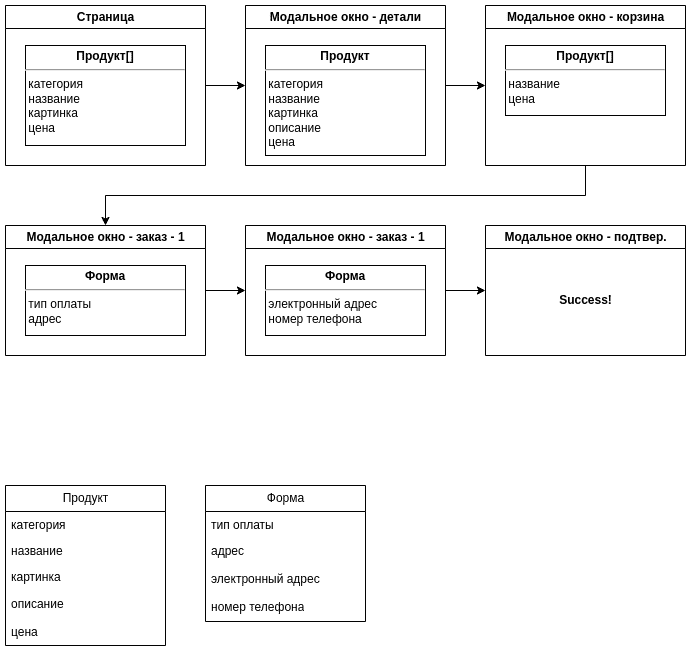 Страница
Продукт[]
категория
название
картинка
цена
Модальное окно - детали
Продукт
категория
название
картинка
описание
цена
Модальное окно - корзина
Продукт[]
название
цена
Модальное окно - заказ - 1
Форма
тип оплаты
адрес
Модальное окно - заказ - 1
Форма
электронный адрес
номер телефона
Модальное окно - подтвер.
Success!
Продукт
категория
название
картинка
описание
цена
Форма
тип оплаты
адрес
электронный адрес
номер телефона